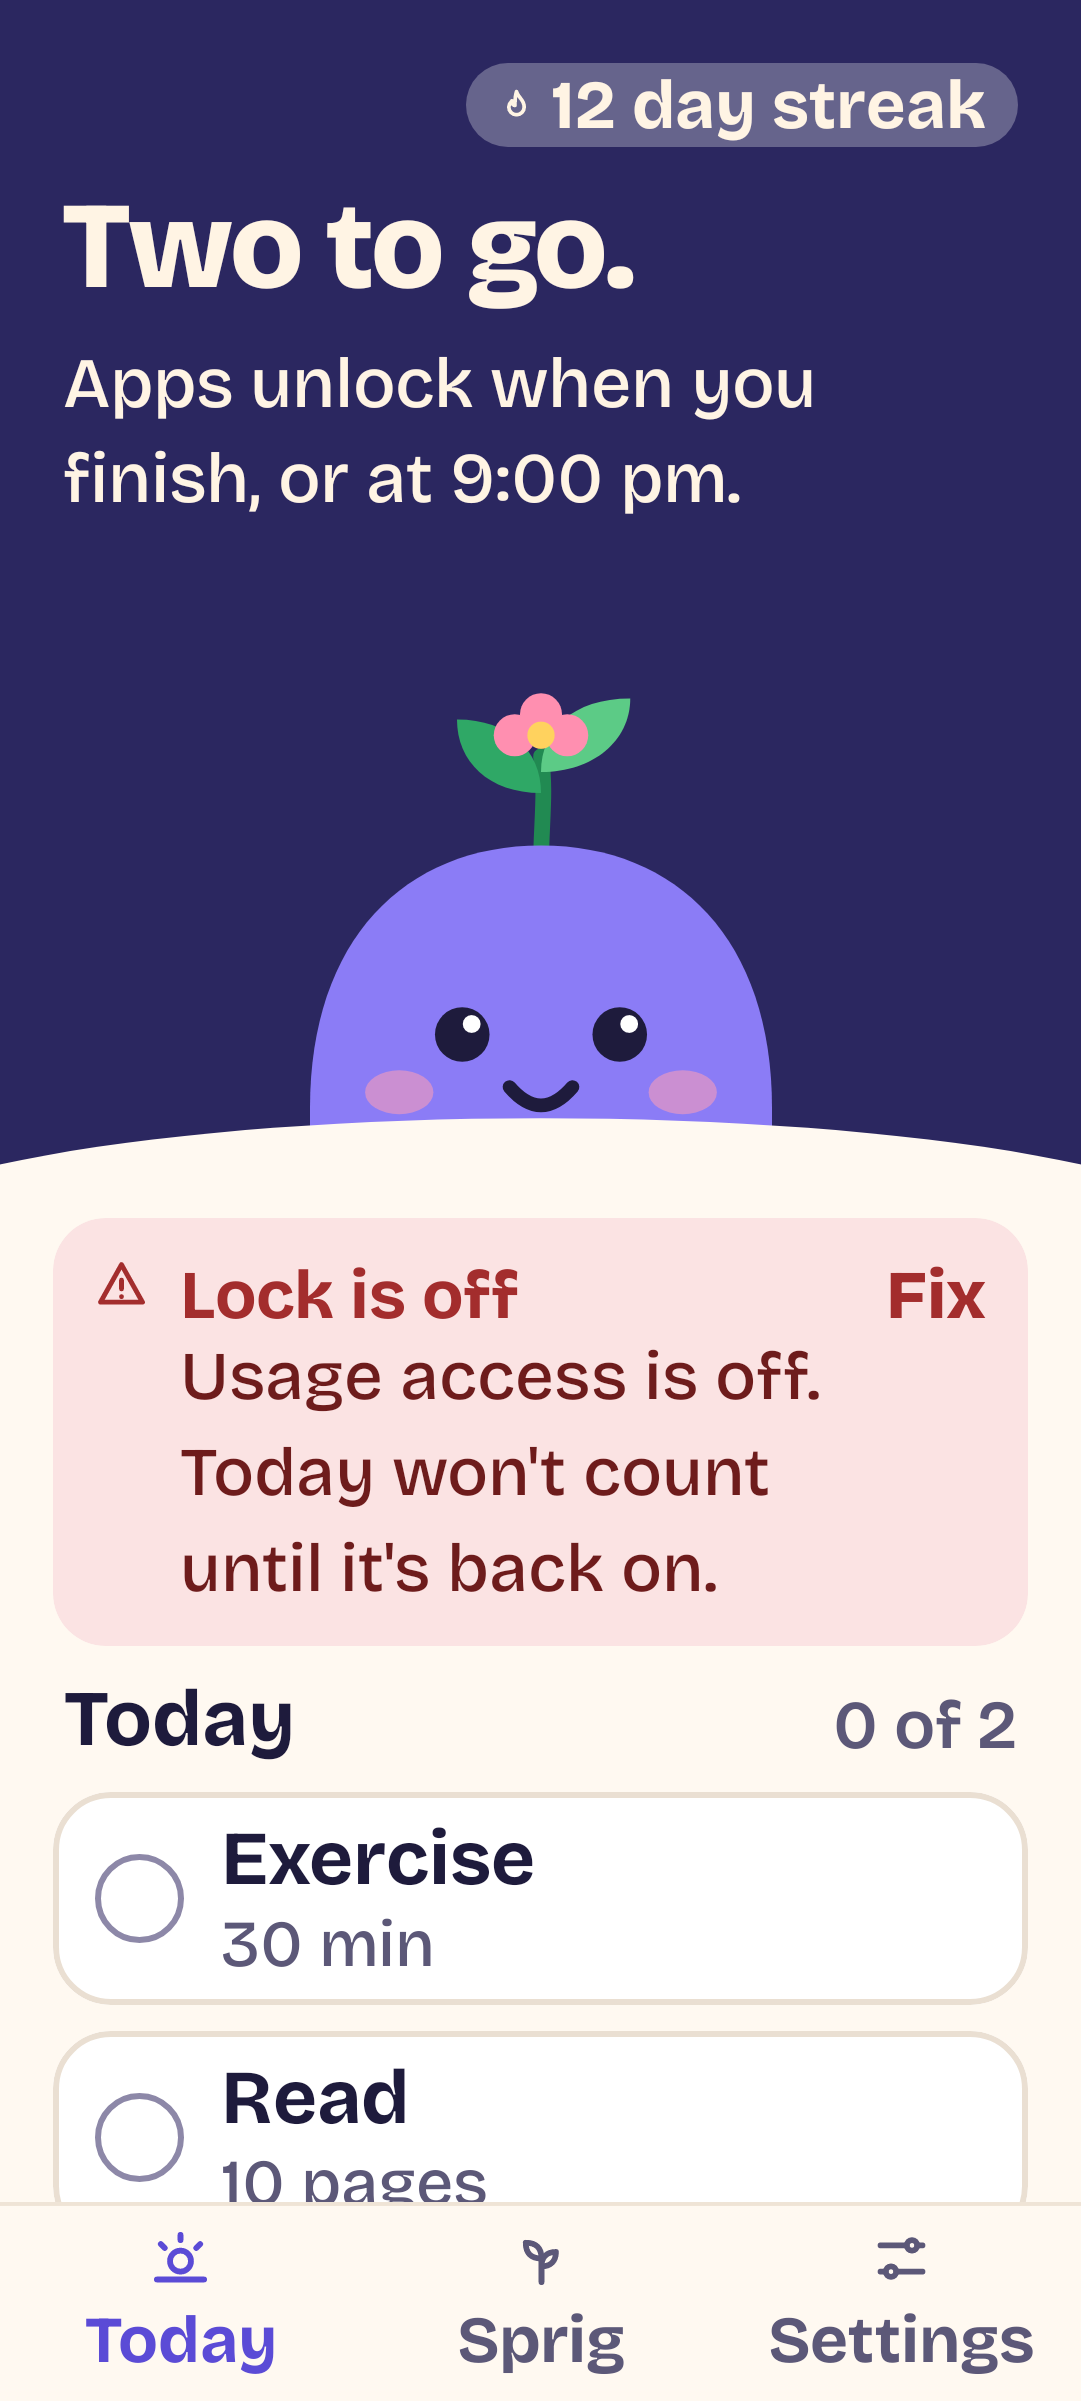 12 day streak
Two to go.
Apps unlock when you
finish, or at 9:00 pm.
Lock is off
Fix
Usage access is off.
Today won't count
until it's back on.
Today
0 of 2
Exercise
30 min
Read
10 pages
Today
Sprig
Settings